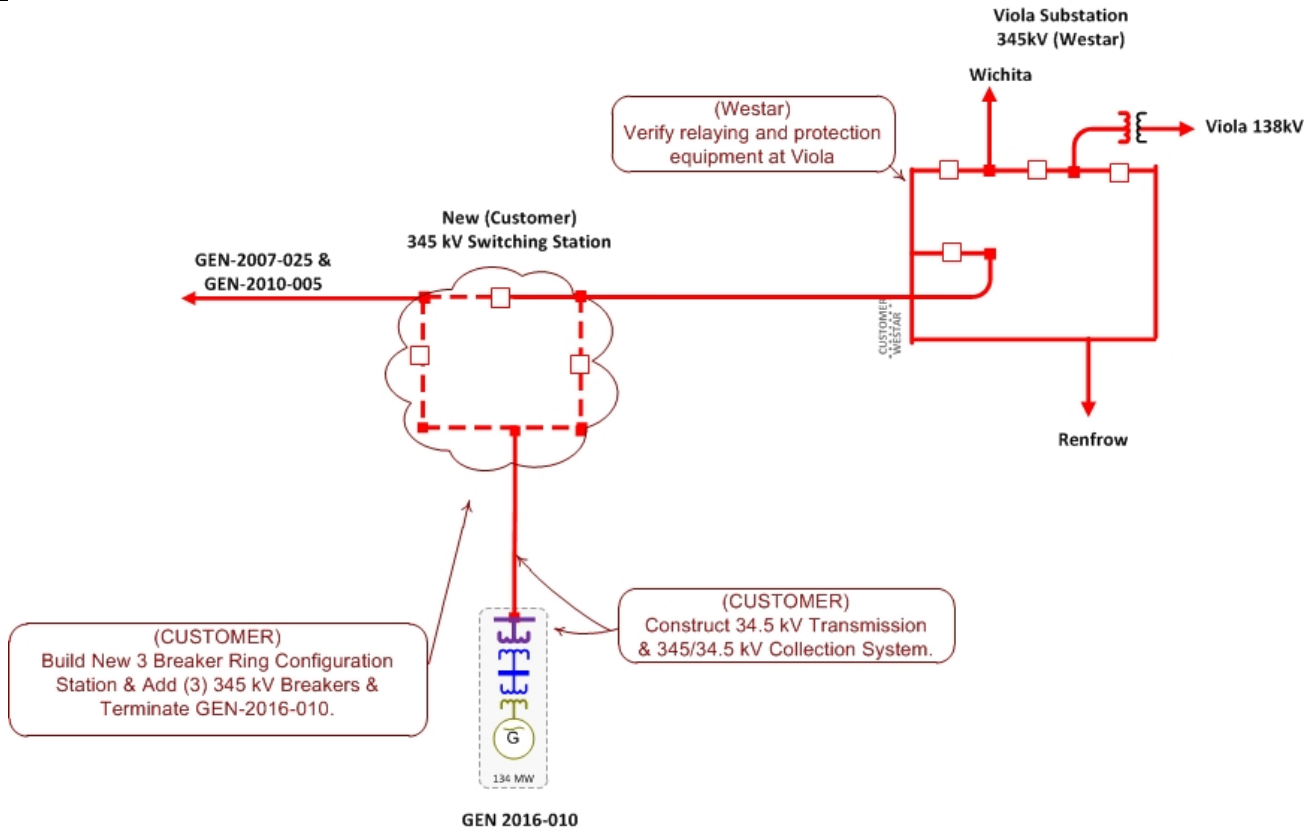 Viola Substation
345kV (Westar)
Wichita
Viola 138kV
(Westar)
Verify relaying and protection
equipment at Viola
New (Customer)
345 kV Switching Station
GEN-2007-025 &
GEN-2010-005
CUSTOMER
WESTAR
Renfrow
(CUSTOMER)
Build New 3 Breaker Ring Configuration
Station & Add (3) 345 kV Breakers &
Terminate GEN-2016-010.
(CUSTOMER)
Construct 34.5 kV Transmission
& 345/34.5 kV Collection System.
G
134 MW
GEN 2016-010